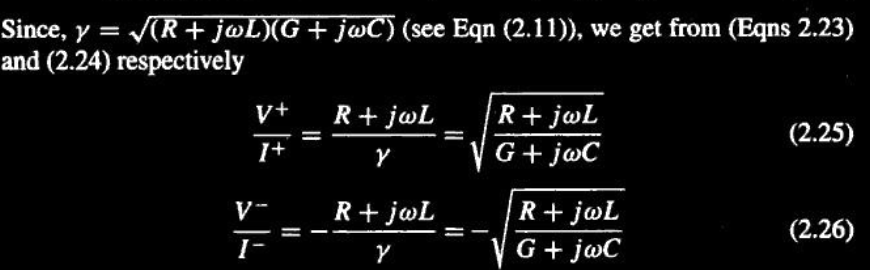 Since, γ = √(R + jωL)(G + jωC) (see Eqn (2.11)), we get from (Eqns 2.23)
and (2.24) respectively
V+/I+ = (R + jωL)/γ = √((R + jωL)/(G + jωC)) (2.25)
V−/I− = −(R + jωL)/γ = −√((R + jωL)/(G + jωC)) (2.26)